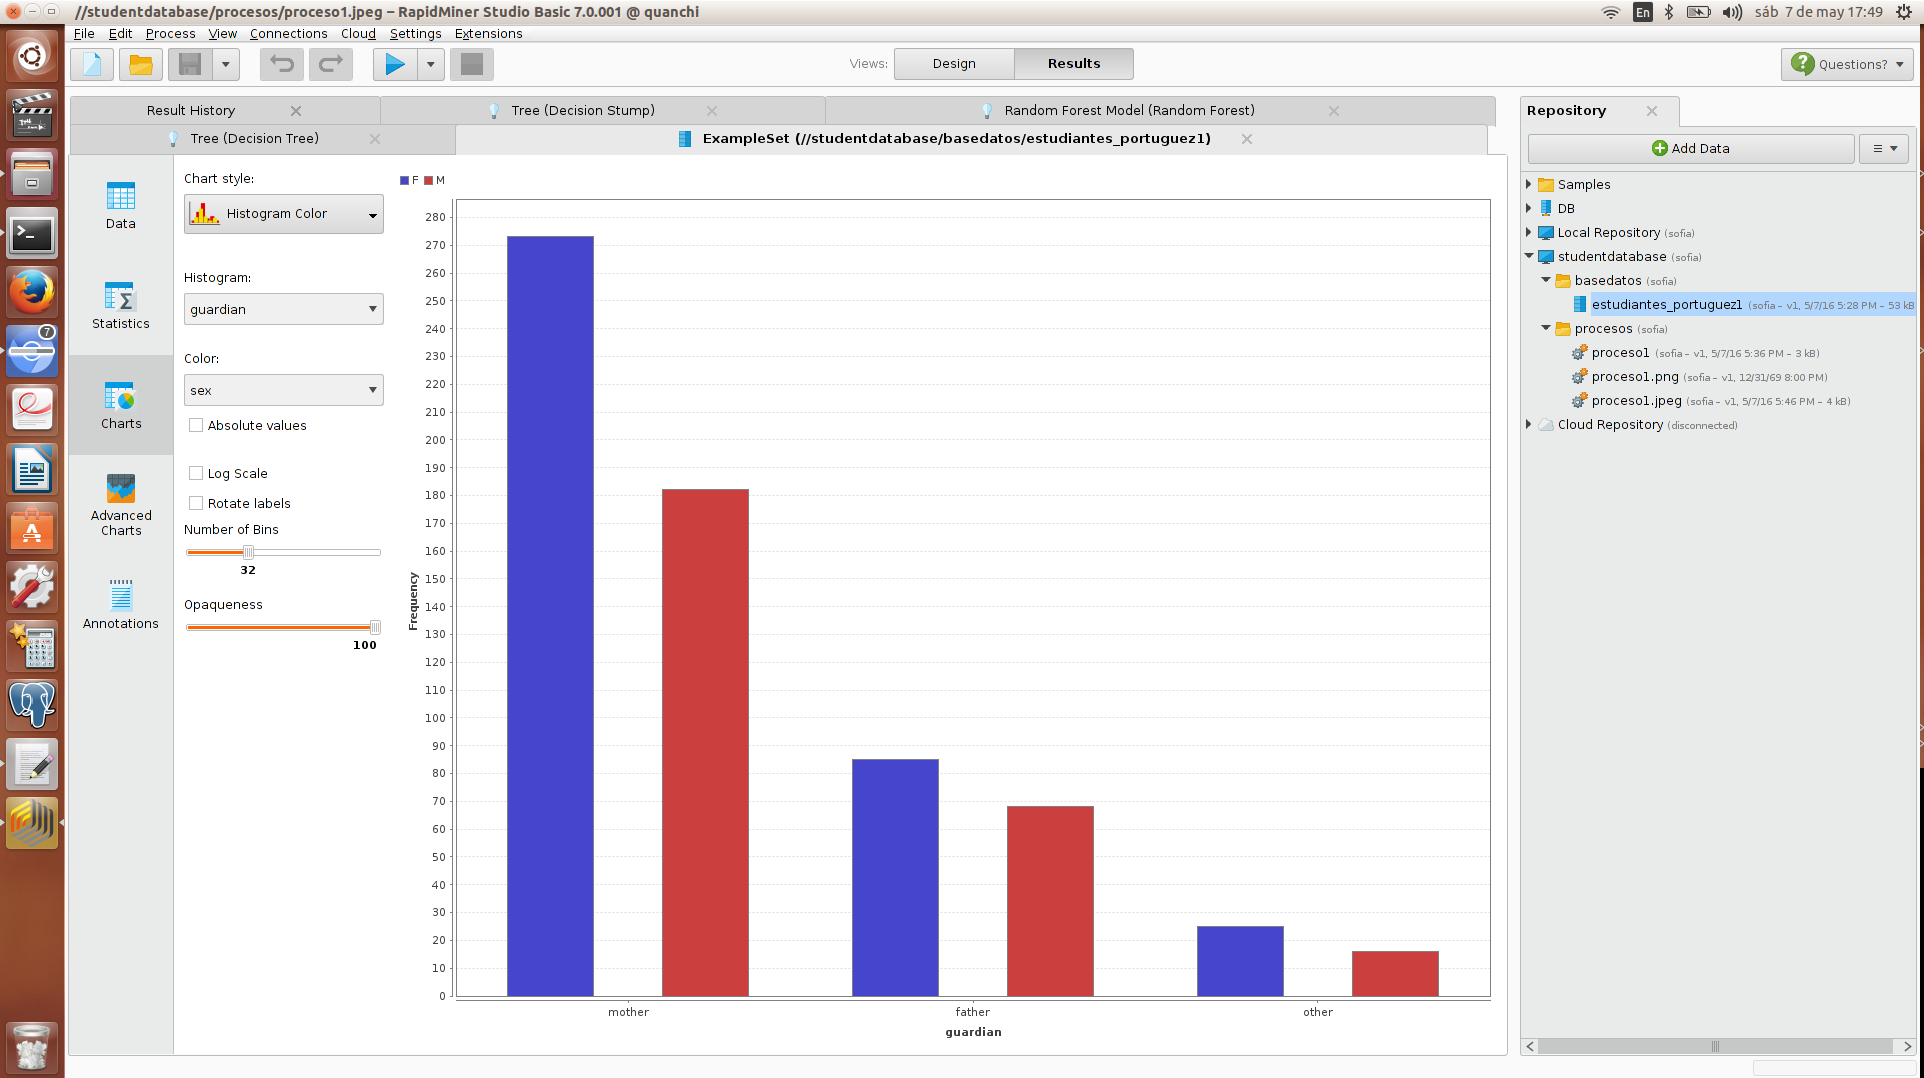 //studentdatabase/procesos/proceso1.jpeg – RapidMiner Studio Basic 7.0.001 @ quanchi
En
sáb 7 de may 17:49
File Edit Process View Connections Cloud Settings Extensions
Views: Design Results
Questions?
Result History
Tree (Decision Stump)
Random Forest Model (Random Forest)
Tree (Decision Tree)
ExampleSet (//studentdatabase/basedatos/estudiantes_portuguez1)
7
Data
Statistics
Charts
Advanced
Charts
Annotations
Chart style:
Histogram Color
Histogram:
guardian
Color:
sex
Absolute values
Log Scale
Rotate labels
Number of Bins
32
Opaqueness
100
F M
280
270
260
250
240
230
220
210
200
190
180
170
160
150
140
130
120
110
100
90
80
70
60
50
40
30
20
10
0
Frequency
mother father other
guardian
Repository
Add Data
Samples
DB
Local Repository (sofia)
studentdatabase (sofia)
basedatos (sofia)
estudiantes_portuguez1 (sofia – v1, 5/7/16 5:28 PM – 53 kB
procesos (sofia)
proceso1 (sofia – v1, 5/7/16 5:36 PM – 3 kB)
proceso1.png (sofia – v1, 12/31/69 8:00 PM)
proceso1.jpeg (sofia – v1, 5/7/16 5:46 PM – 4 kB)
Cloud Repository (disconnected)